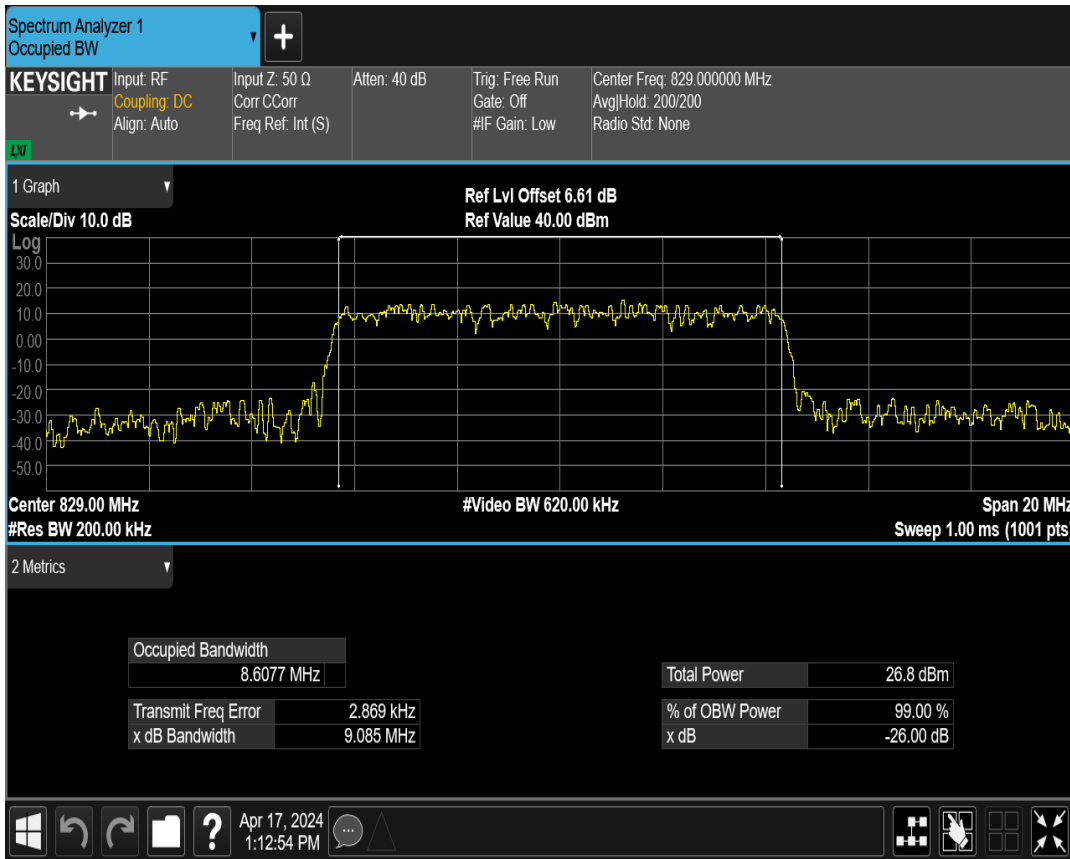 Spectrum Analyzer 1
Occupied BW
+
KEYSIGHT
LXI
Input: RF
Coupling: DC
Align: Auto
Input Z: 50 Ω
Corr CCorr
Freq Ref: Int (S)
Atten: 40 dB
Trig: Free Run
Gate: Off
#IF Gain: Low
Center Freq: 829.000000 MHz
Avg|Hold: 200/200
Radio Std: None
1 Graph
Scale/Div 10.0 dB
Ref Lvl Offset 6.61 dB
Ref Value 40.00 dBm
Log
30.0
20.0
10.0
0.00
-10.0
-20.0
-30.0
-40.0
-50.0
Center 829.00 MHz
#Video BW 620.00 kHz
Span 20 MHz
#Res BW 200.00 kHz
Sweep 1.00 ms (1001 pts)
2 Metrics
Occupied Bandwidth
8.6077 MHz
Transmit Freq Error 2.869 kHz
x dB Bandwidth 9.085 MHz
Total Power 26.8 dBm
% of OBW Power 99.00 %
x dB -26.00 dB
?
Apr 17, 2024
1:12:54 PM